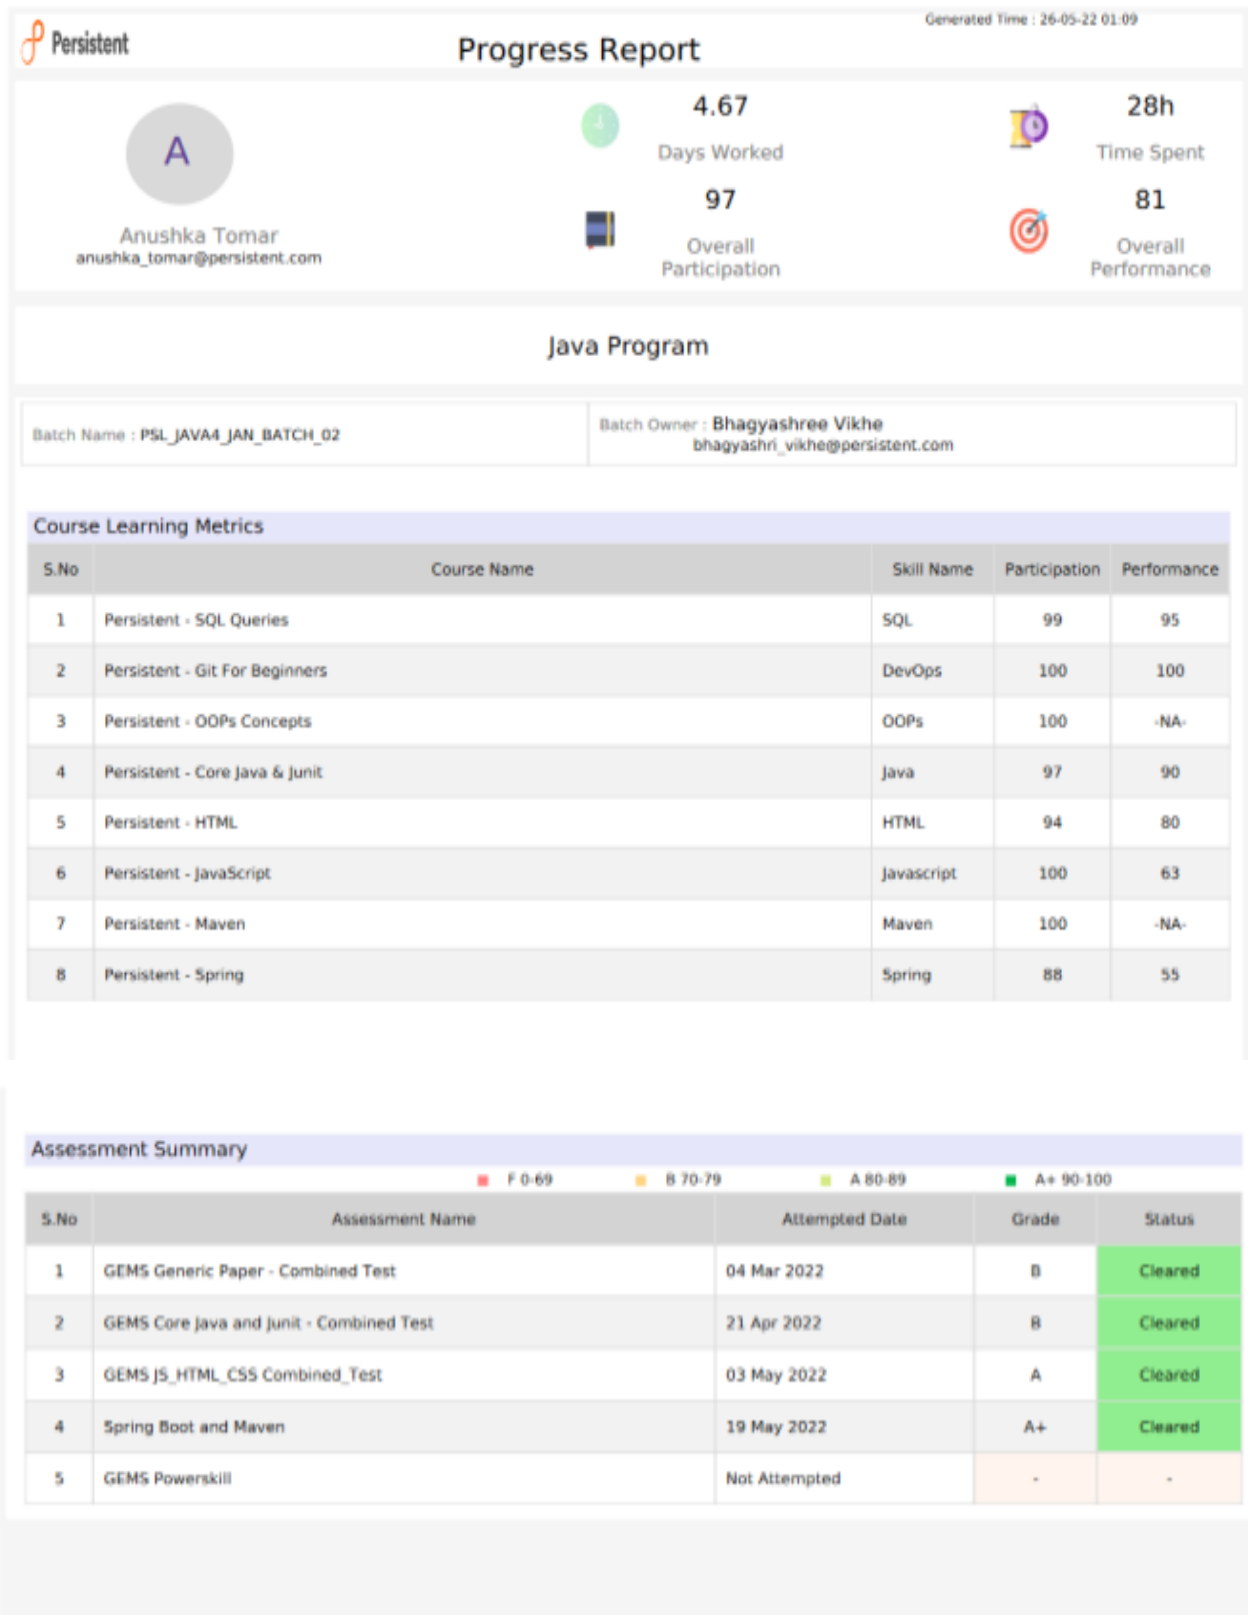 Persistent
Progress Report
Generated Time : 26-05-22 01:09
A
Anushka Tomar
anushka_tomar@persistent.com
4.67
Days Worked
28h
Time Spent
97
Overall
Participation
81
Overall
Performance
Java Program
Batch Name : PSL_JAVA4_JAN_BATCH_02
Batch Owner : Bhagyashree Vikhe
bhagyashri_vikhe@persistent.com
Course Learning Metrics
S.No Course Name Skill Name Participation Performance
1 Persistent - SQL Queries SQL 99 95
2 Persistent - Git For Beginners DevOps 100 100
3 Persistent - OOPs Concepts OOPs 100 -NA-
4 Persistent - Core Java & Junit Java 97 90
5 Persistent - HTML HTML 94 80
6 Persistent - JavaScript Javascript 100 63
7 Persistent - Maven Maven 100 -NA-
8 Persistent - Spring Spring 88 55
Assessment Summary
F 0-69 B 70-79 A 80-89 A+ 90-100
S.No Assessment Name Attempted Date Grade Status
1 GEMS Generic Paper - Combined Test 04 Mar 2022 B Cleared
2 GEMS Core Java and Junit - Combined Test 21 Apr 2022 B Cleared
3 GEMS JS_HTML_CSS Combined_Test 03 May 2022 A Cleared
4 Spring Boot and Maven 19 May 2022 A+ Cleared
5 GEMS Powerskill Not Attempted - -